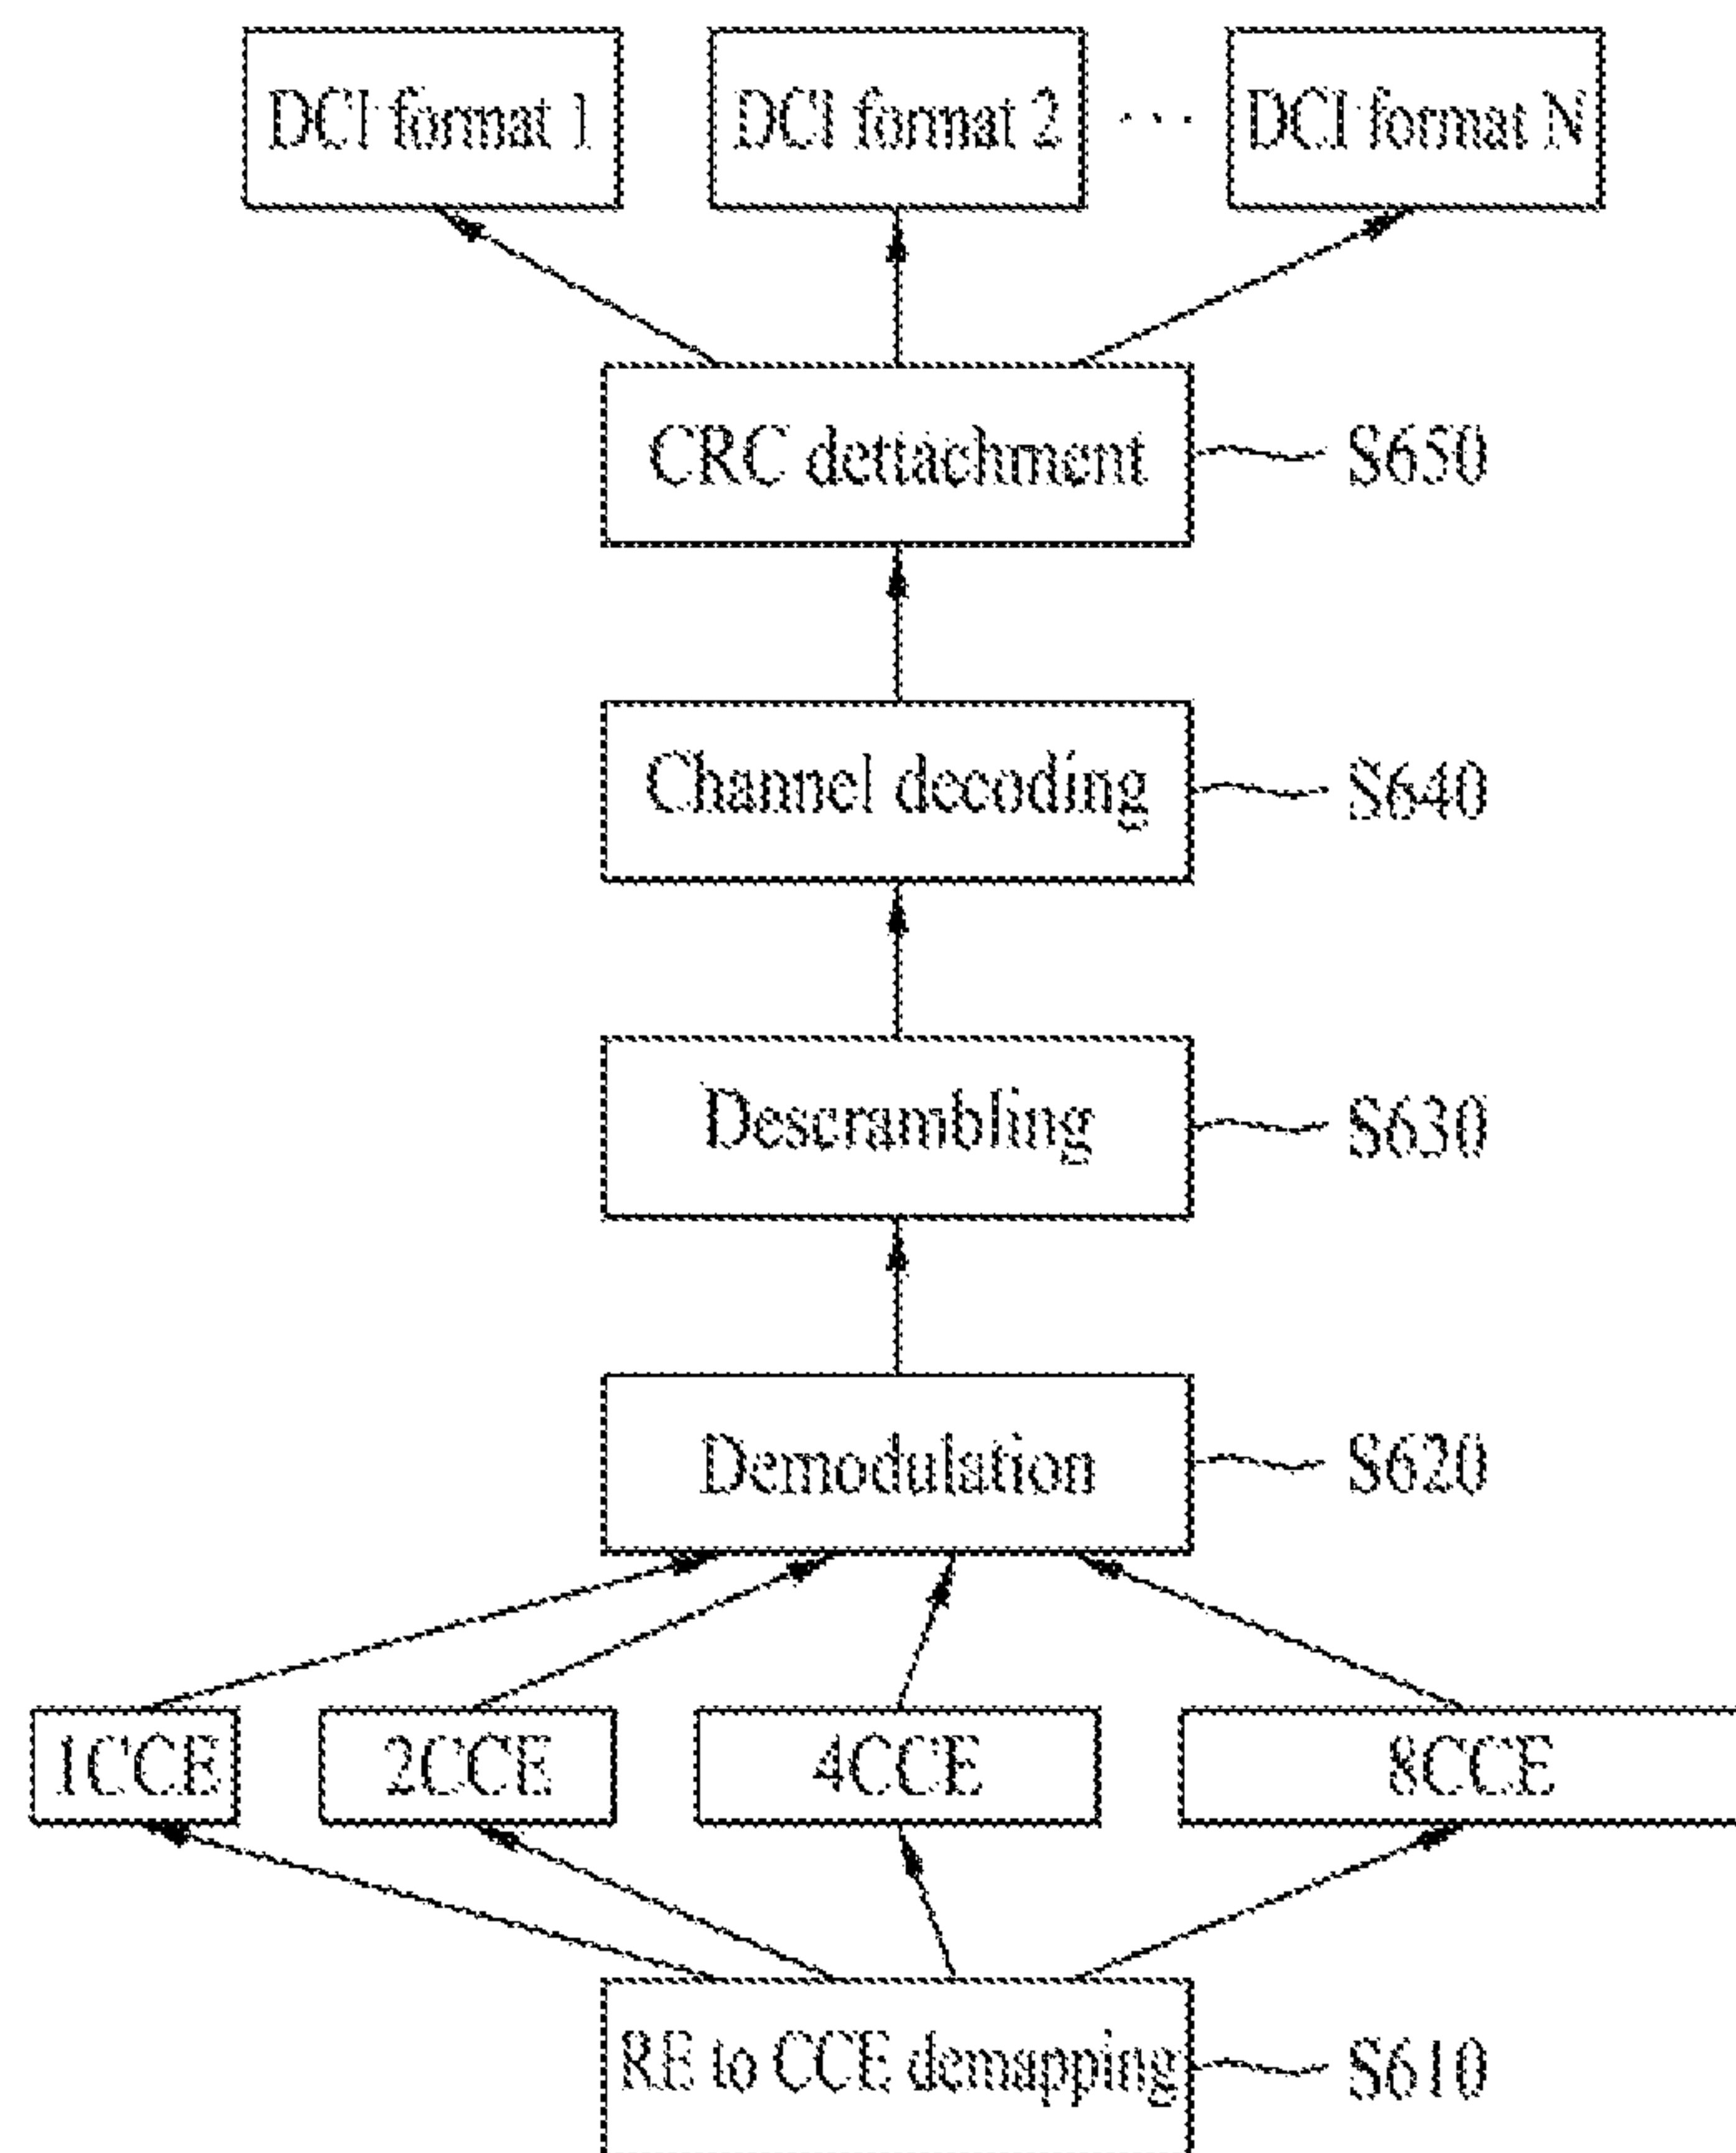 DCI format 1
DCI format 2
...
DCI format N
CRC dettachment
S650
Channel decoding
S640
Descrambling
S630
Demodulation
S620
1CCE
2CCE
4CCE
8CCE
RE to CCE demapping
S610